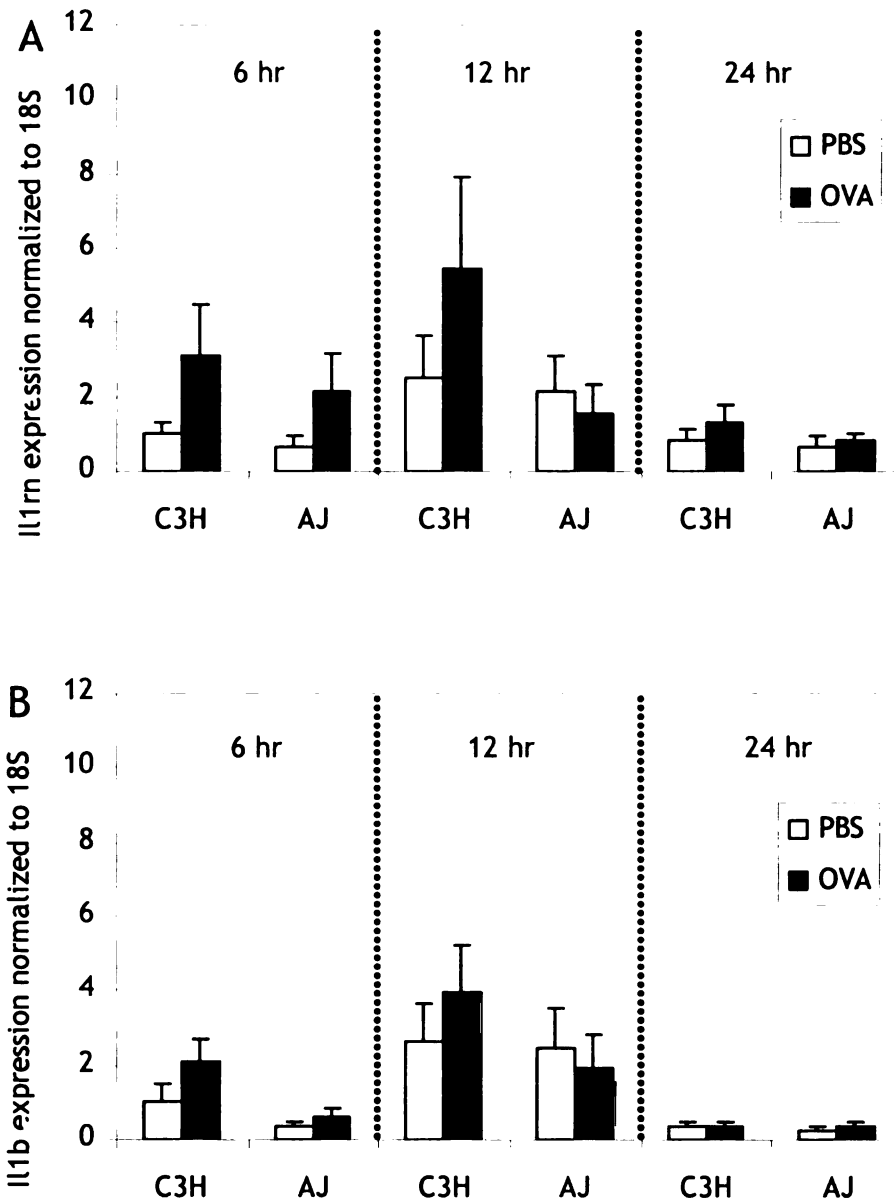 A
Il1rn expression normalized to 18S
12
10
8
6
4
2
0
6 hr
12 hr
24 hr
PBS
OVA
C3H
AJ
C3H
AJ
C3H
AJ
B
Il1b expression normalized to 18S
12
10
8
6
4
2
0
6 hr
12 hr
24 hr
PBS
OVA
C3H
AJ
C3H
AJ
C3H
AJ